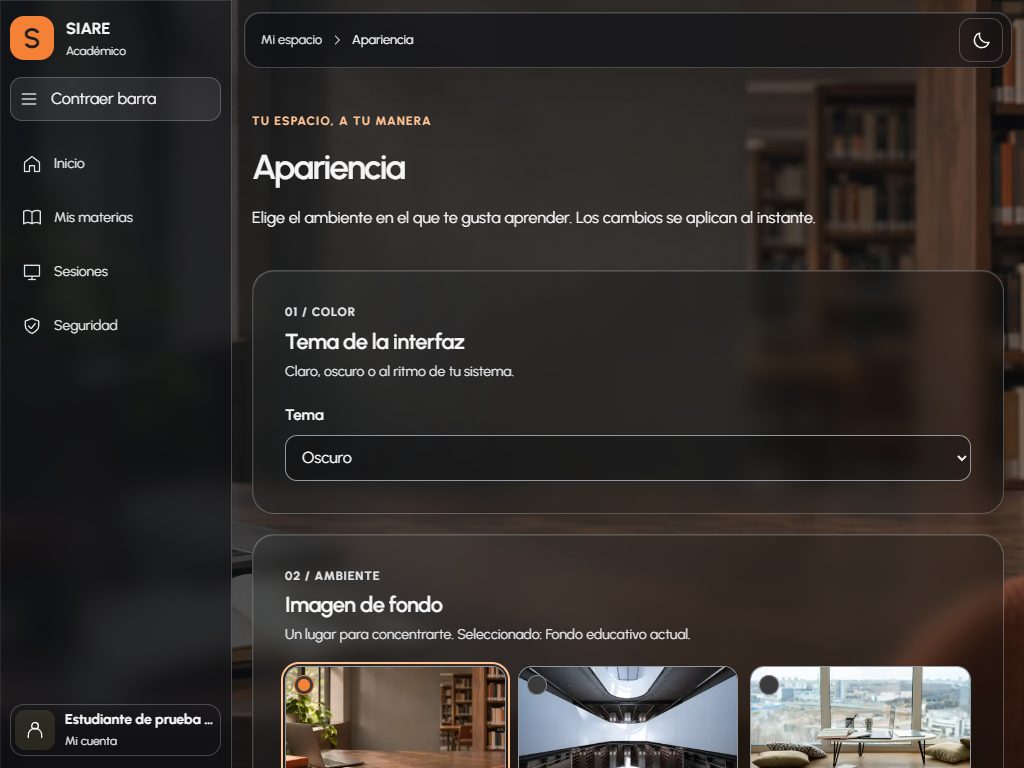 S
SIARE
Académico
Contraer barra
Inicio
Mis materias
Sesiones
Seguridad
Estudiante de prueba ...
Mi cuenta
Mi espacio > Apariencia
TU ESPACIO, A TU MANERA
Apariencia
Elige el ambiente en el que te gusta aprender. Los cambios se aplican al instante.
01 / COLOR
Tema de la interfaz
Claro, oscuro o al ritmo de tu sistema.
Tema
Oscuro
02 / AMBIENTE
Imagen de fondo
Un lugar para concentrarte. Seleccionado: Fondo educativo actual.